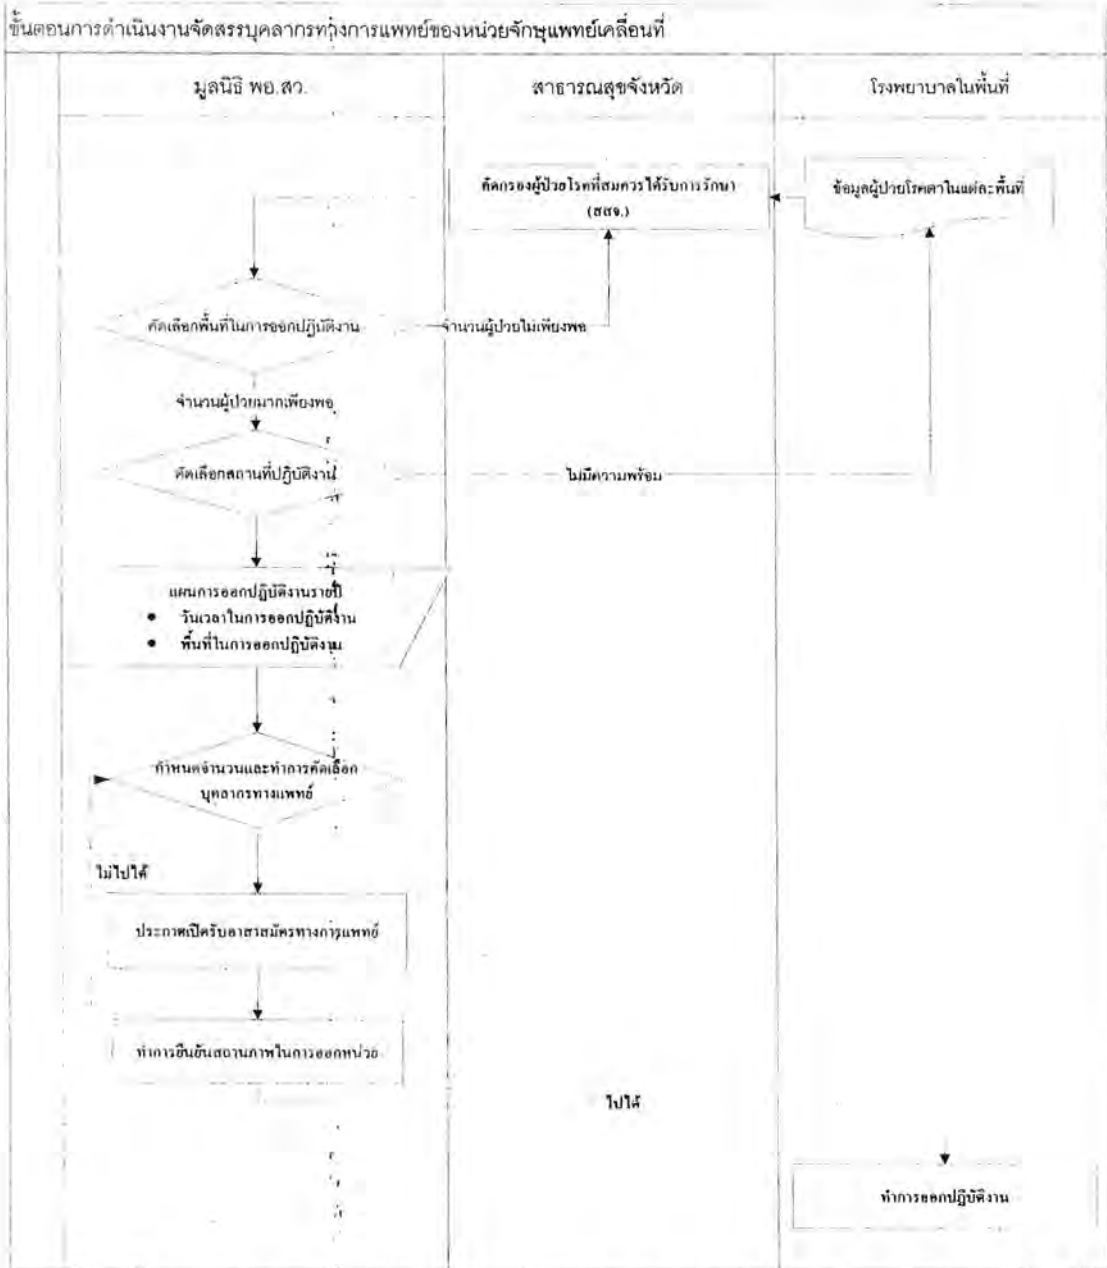 ขั้นตอนการดำเนินงานจัดสรรบุคลากรทางการแพทย์ของหน่วยจักษุแพทย์เคลื่อนที่
มูลนิธิ พอ.สว.
สาธารณสุขจังหวัด
โรงพยาบาลในพื้นที่
คัดกรองผู้ป่วยโรคที่สมควรได้รับการรักษา
(สสจ.)
ข้อมูลผู้ป่วยโรคตาในแต่ละพื้นที่
คัดเลือกพื้นที่ในการออกปฏิบัติงาน
จำนวนผู้ป่วยไม่เพียงพอ
จำนวนผู้ป่วยมากเพียงพอ
คัดเลือกสถานที่ปฏิบัติงาน
ไม่มีความพร้อม
แผนการออกปฏิบัติงานรายปี
• วันเวลาในการออกปฏิบัติงาน
• พื้นที่ในการออกปฏิบัติงาน
กำหนดจำนวนและทำการคัดเลือก
บุคลากรทางแพทย์
ไม่ไปได้
ประกาศเปิดรับอาสาสมัครทางการแพทย์
ทำการยืนยันสถานภาพในการออกหน่วย
ไปได้
ทำการออกปฏิบัติงาน